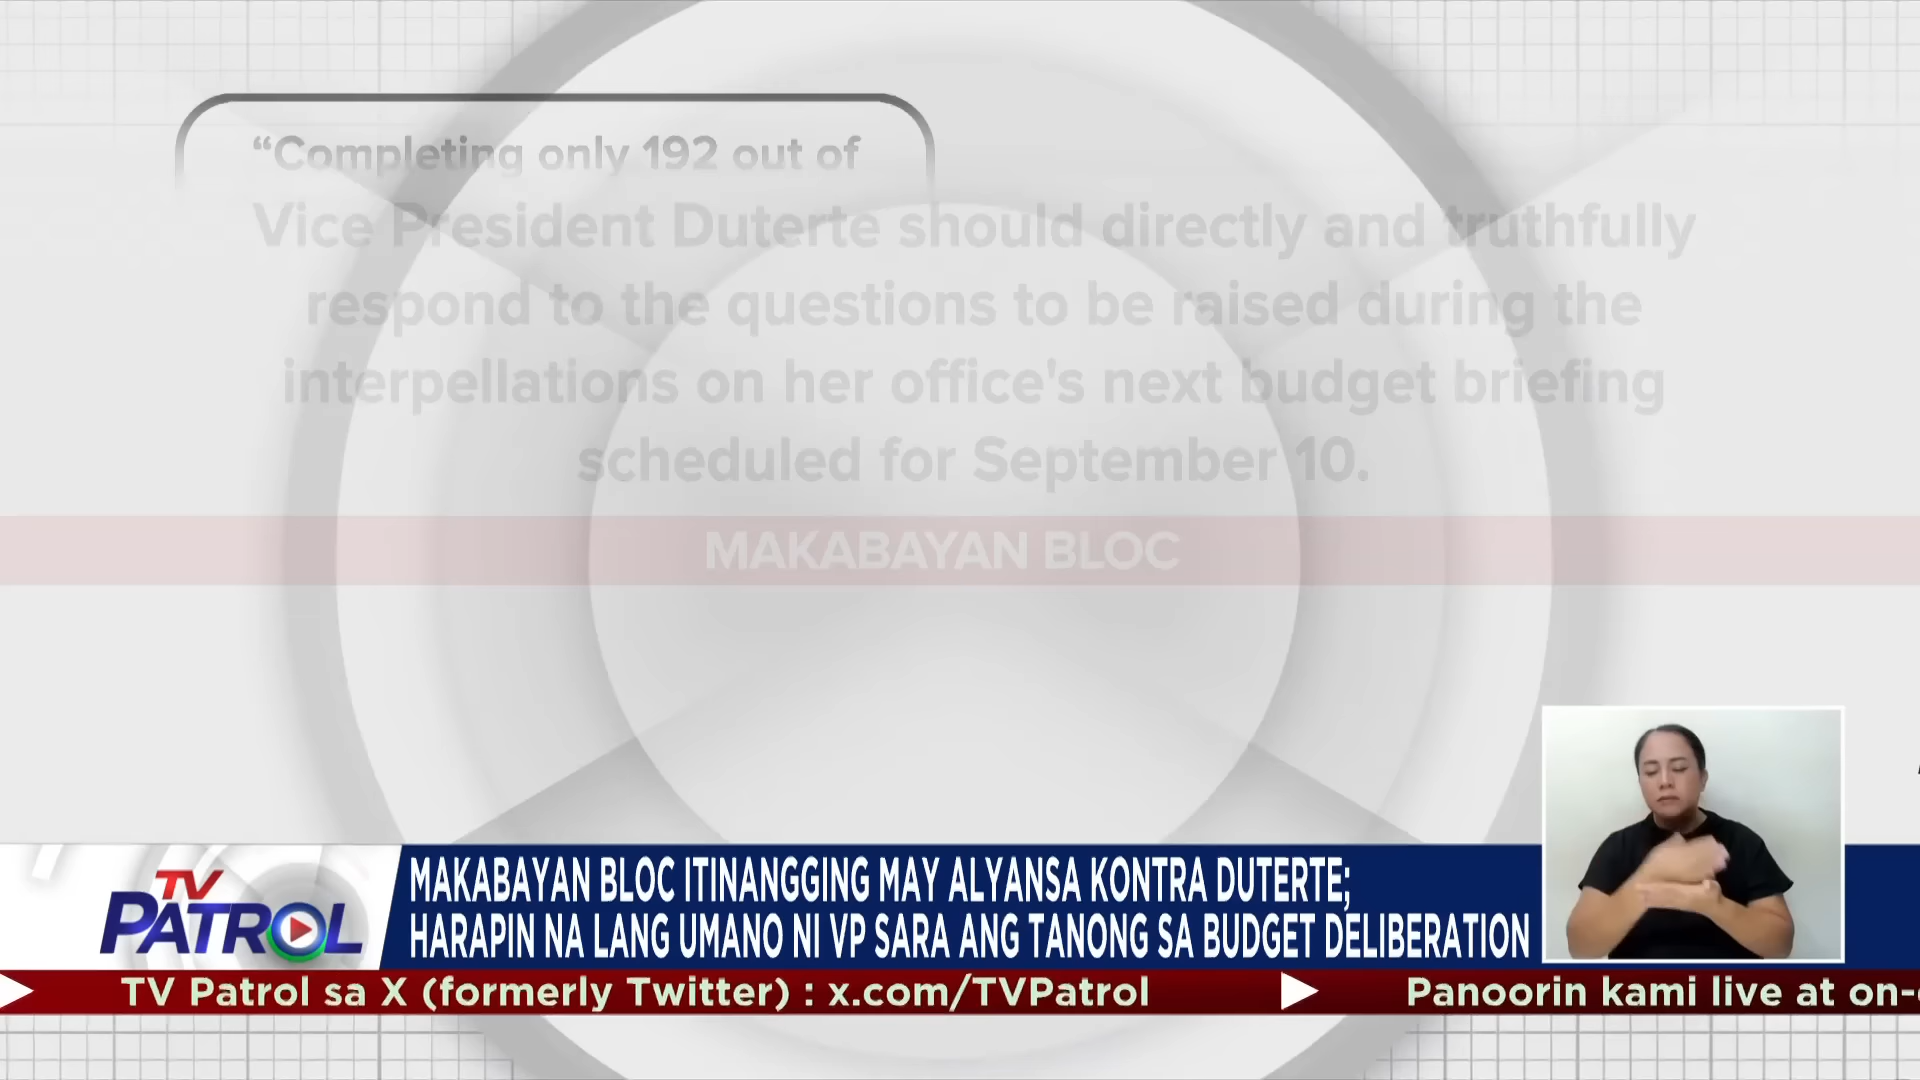 “Completing only 192 out of
Vice President Duterte should directly and truthfully
respond to the questions to be raised during the
interpellations on her office's next budget briefing
scheduled for September 10.
MAKABAYAN BLOC
TV
PATROL
MAKABAYAN BLOC ITINANGGING MAY ALYANSA KONTRA DUTERTE;
HARAPIN NA LANG UMANO NI VP SARA ANG TANONG SA BUDGET DELIBERATION
TV Patrol sa X (formerly Twitter) : x.com/TVPatrol Panoorin kami live at on-